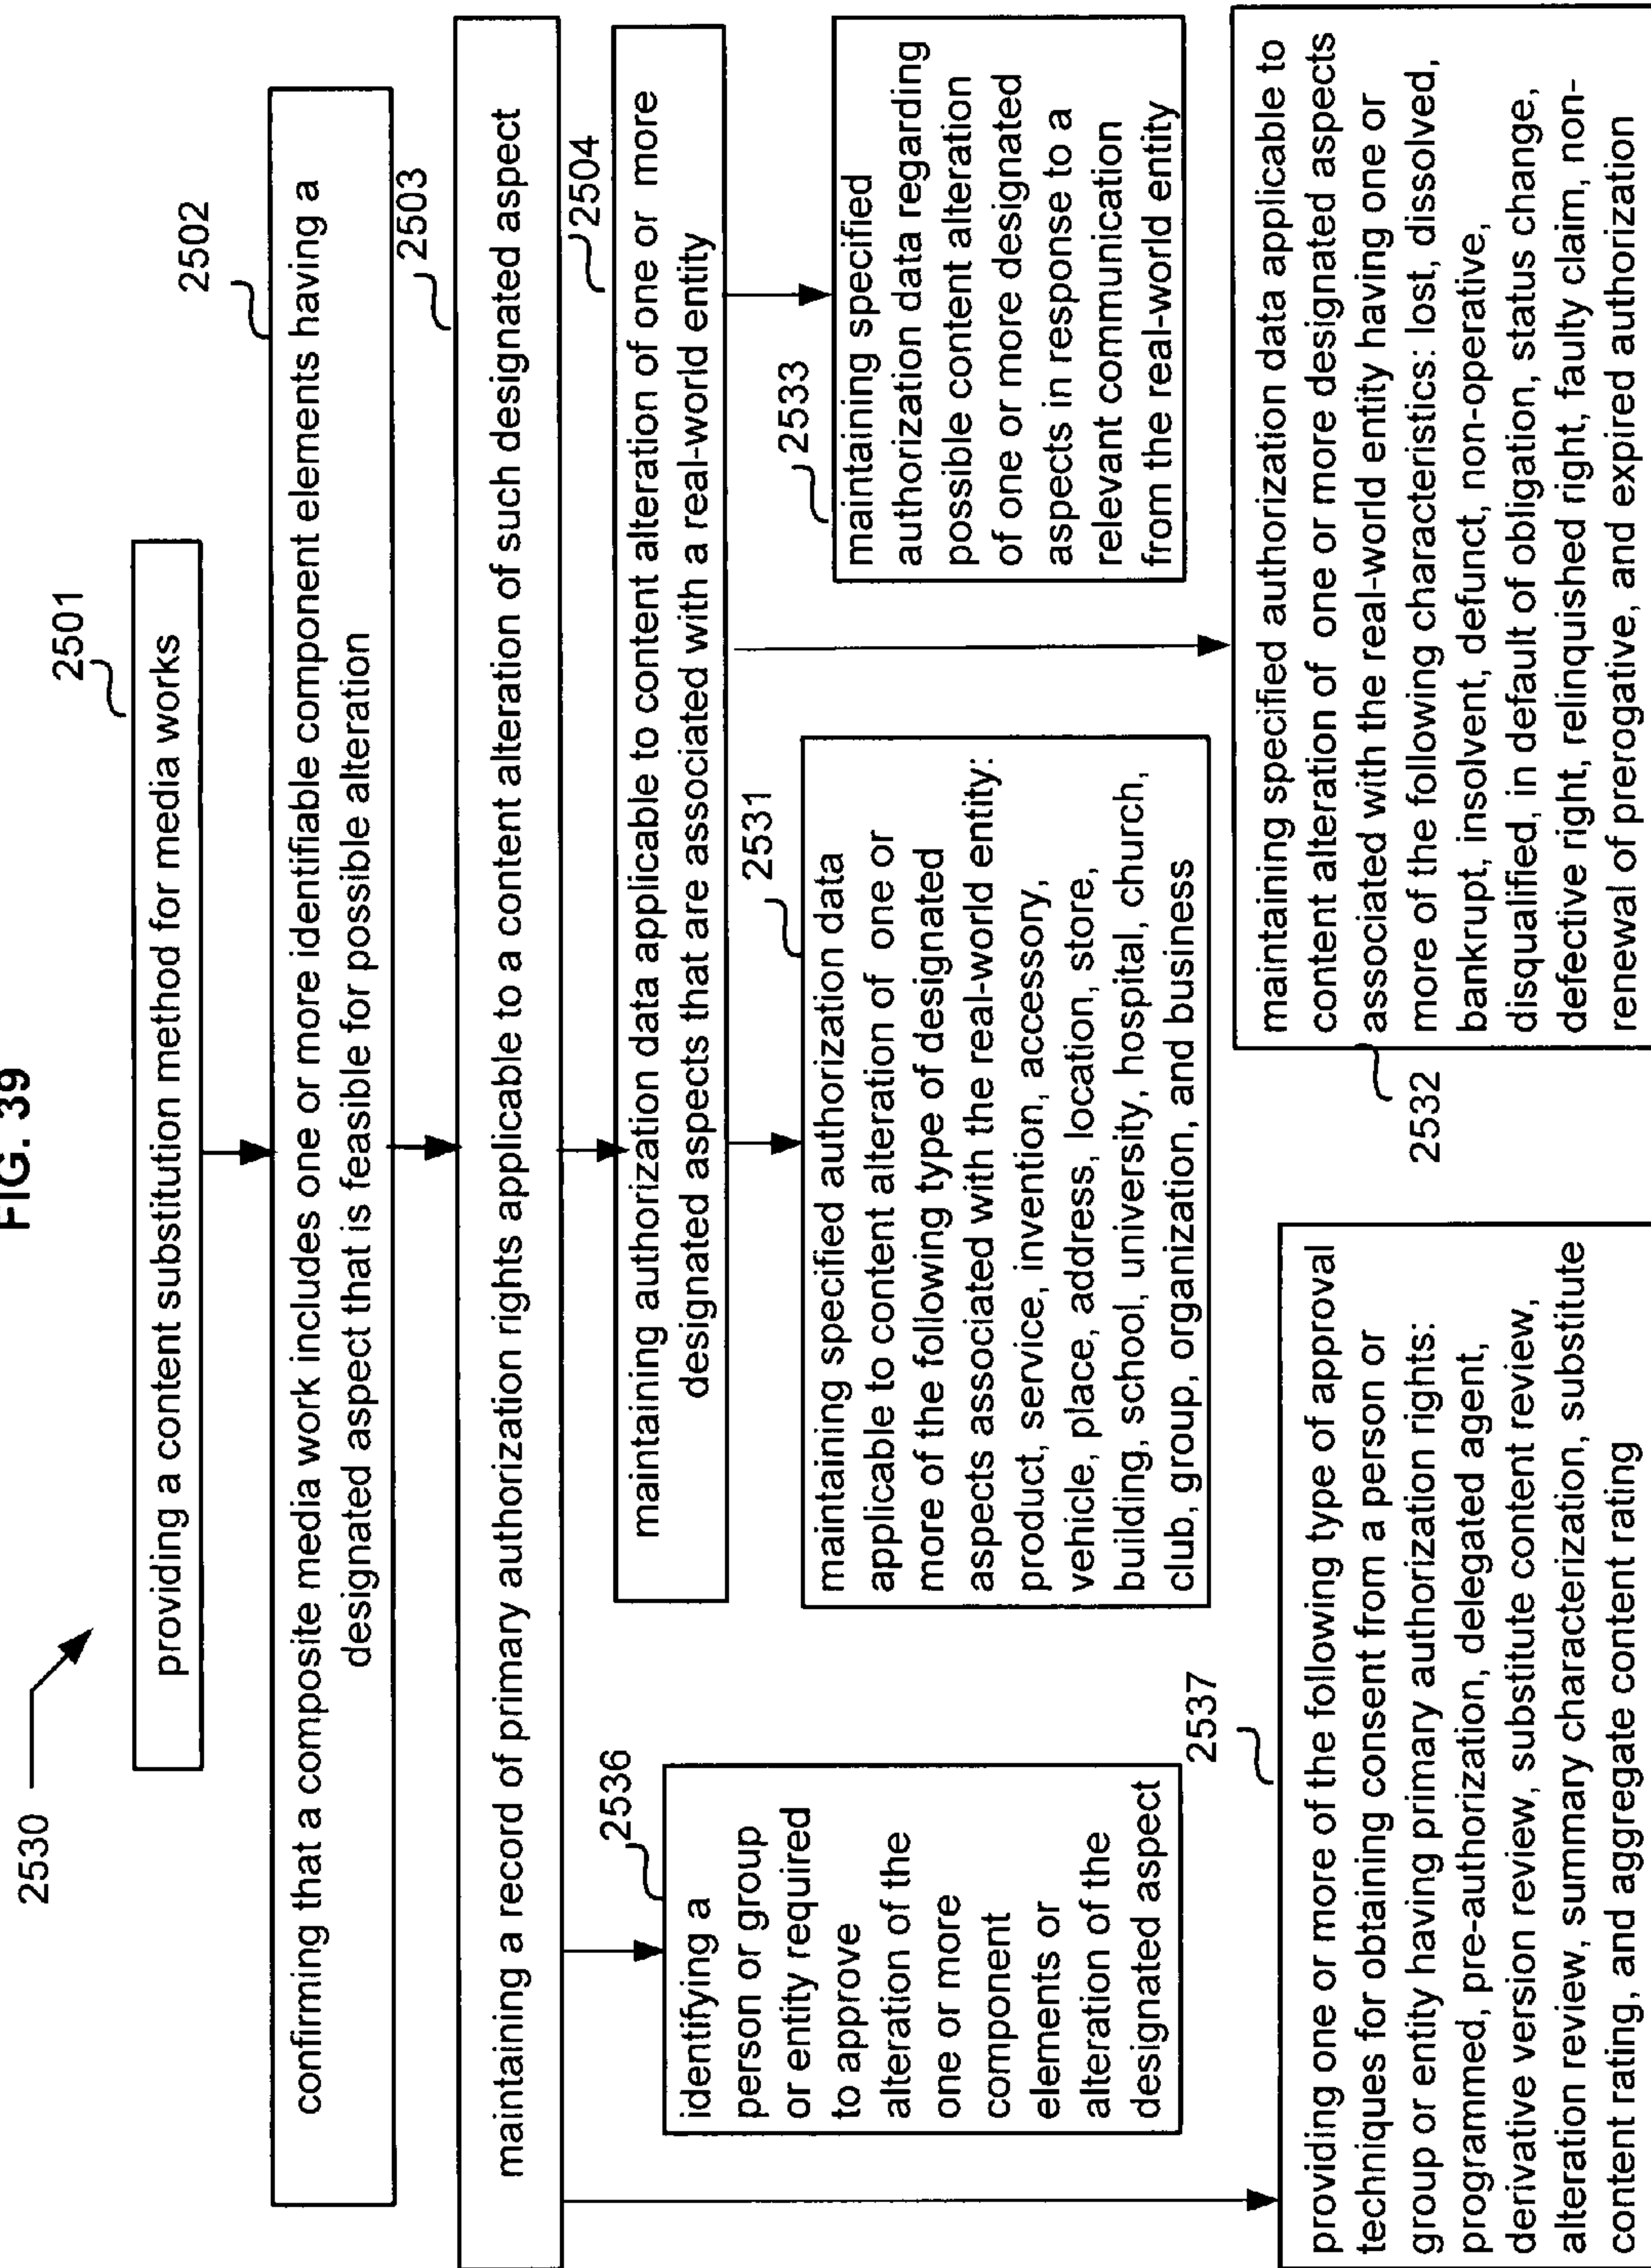 FIG. 39
2530
2501
providing a content substitution method for media works
2502
confirming that a composite media work includes one or more identifiable component elements having a
designated aspect that is feasible for possible alteration
2503
maintaining a record of primary authorization rights applicable to a content alteration of such designated aspect
2504
maintaining authorization data applicable to content alteration of one or more
designated aspects that are associated with a real-world entity
2536
identifying a
person or group
or entity required
to approve
alteration of the
one or more
component
elements or
alteration of the
designated aspect
2531
maintaining specified authorization data
applicable to content alteration of one or
more of the following type of designated
aspects associated with the real-world entity:
product, service, invention, accessory,
vehicle, place, address, location, store,
building, school, university, hospital, church,
club, group, organization, and business
2533
maintaining specified
authorization data regarding
possible content alteration
of one or more designated
aspects in response to a
relevant communication
from the real-world entity
2537
providing one or more of the following type of approval
techniques for obtaining consent from a person or
group or entity having primary authorization rights:
programmed, pre-authorization, delegated agent,
derivative version review, substitute content review,
alteration review, summary characterization, substitute
content rating, and aggregate content rating
2532
maintaining specified authorization data applicable to
content alteration of one or more designated aspects
associated with the real-world entity having one or
more of the following characteristics: lost, dissolved,
bankrupt, insolvent, defunct, non-operative,
disqualified, in default of obligation, status change,
defective right, relinquished right, faulty claim, non-
renewal of prerogative, and expired authorization